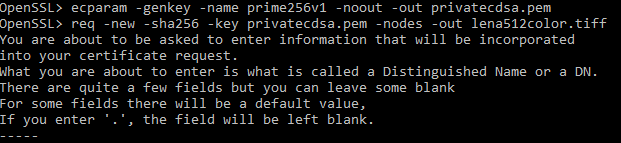 OpenSSL> ecparam -genkey -name prime256v1 -noout -out privatecdsa.pem
OpenSSL> req -new -sha256 -key privatecdsa.pem -nodes -out lena512color.tiff
You are about to be asked to enter information that will be incorporated
into your certificate request.
What you are about to enter is what is called a Distinguished Name or a DN.
There are quite a few fields but you can leave some blank
For some fields there will be a default value,
If you enter '.', the field will be left blank.
-----